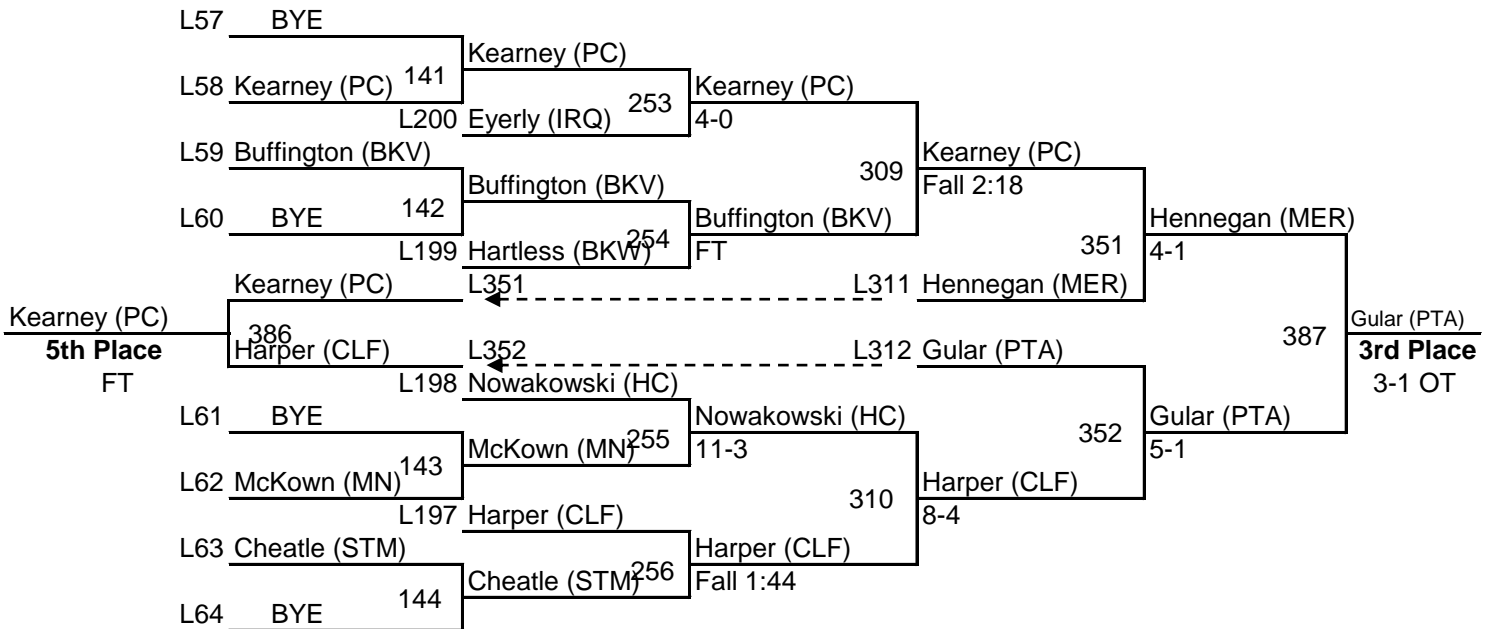 L57 BYE
Kearney (PC)
L58 Kearney (PC) 141 Kearney (PC)
L200 Eyerly (IRQ) 253 4-0
L59 Buffington (BKV) Kearney (PC)
309 Fall 2:18
Buffington (BKV)
L60 BYE 142 Buffington (BKV) Hennegan (MER)
L199 Hartless (BKW) 254 FT 351 4-1
Kearney (PC) L351 L311 Hennegan (MER)
Kearney (PC) 386 387 Gular (PTA)
5th Place Harper (CLF) L352 L312 Gular (PTA) 3rd Place
FT L198 Nowakowski (HC) 3-1 OT
L61 BYE Nowakowski (HC) 352 Gular (PTA)
McKown (MN) 255 11-3 5-1
L62 McKown (MN) 143 Harper (CLF)
L197 Harper (CLF) 310 8-4
L63 Cheatle (STM) Harper (CLF)
Cheatle (STM) 256 Fall 1:44
L64 BYE 144